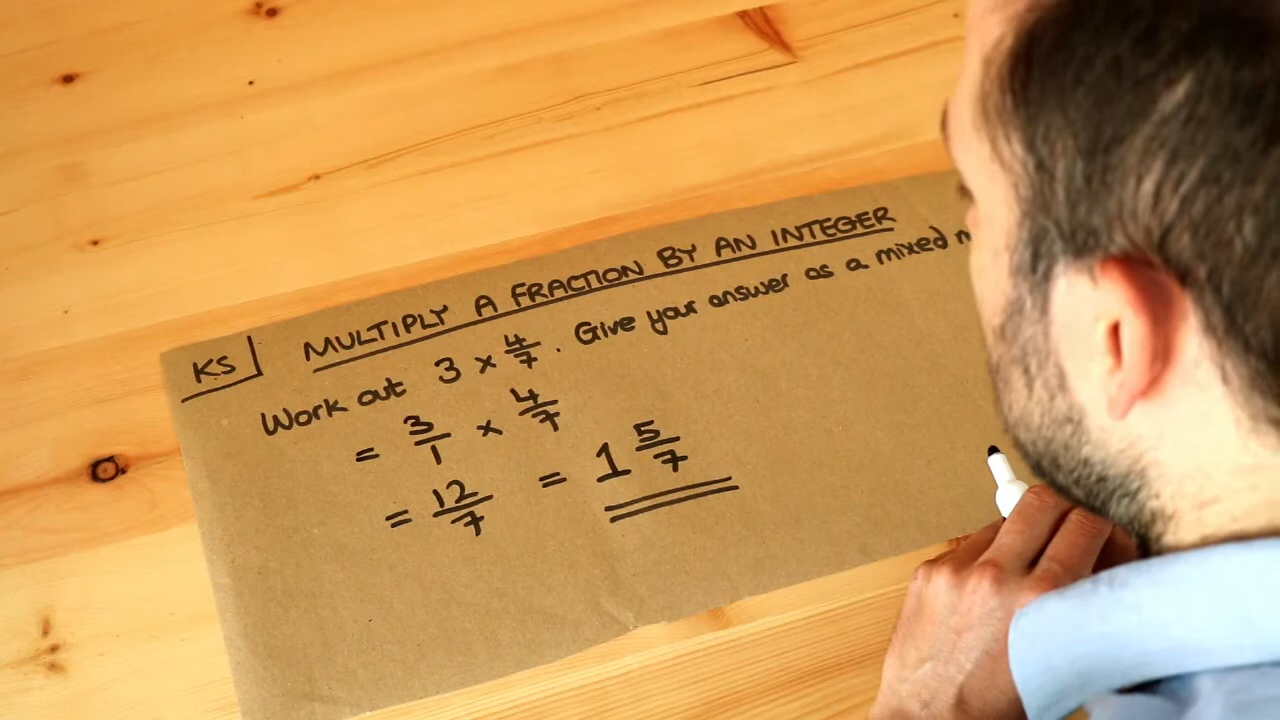 KS MULTIPLY A FRACTION BY AN INTEGER
Work out 3 × 4/7 . Give your answer as a mixed
= 3/1 × 4/7
= 12/7 = 1 5/7